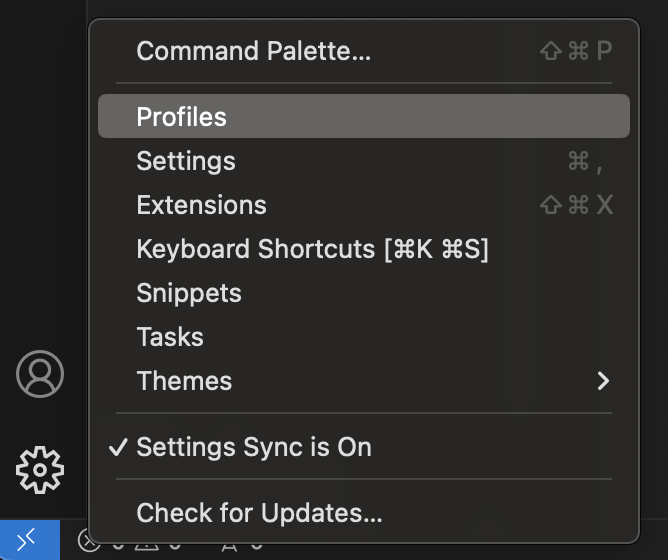 Command Palette... ⇧⌘P
Profiles
Settings ⌘,
Extensions ⇧⌘X
Keyboard Shortcuts [⌘K ⌘S]
Snippets
Tasks
Themes
Settings Sync is On
Check for Updates...